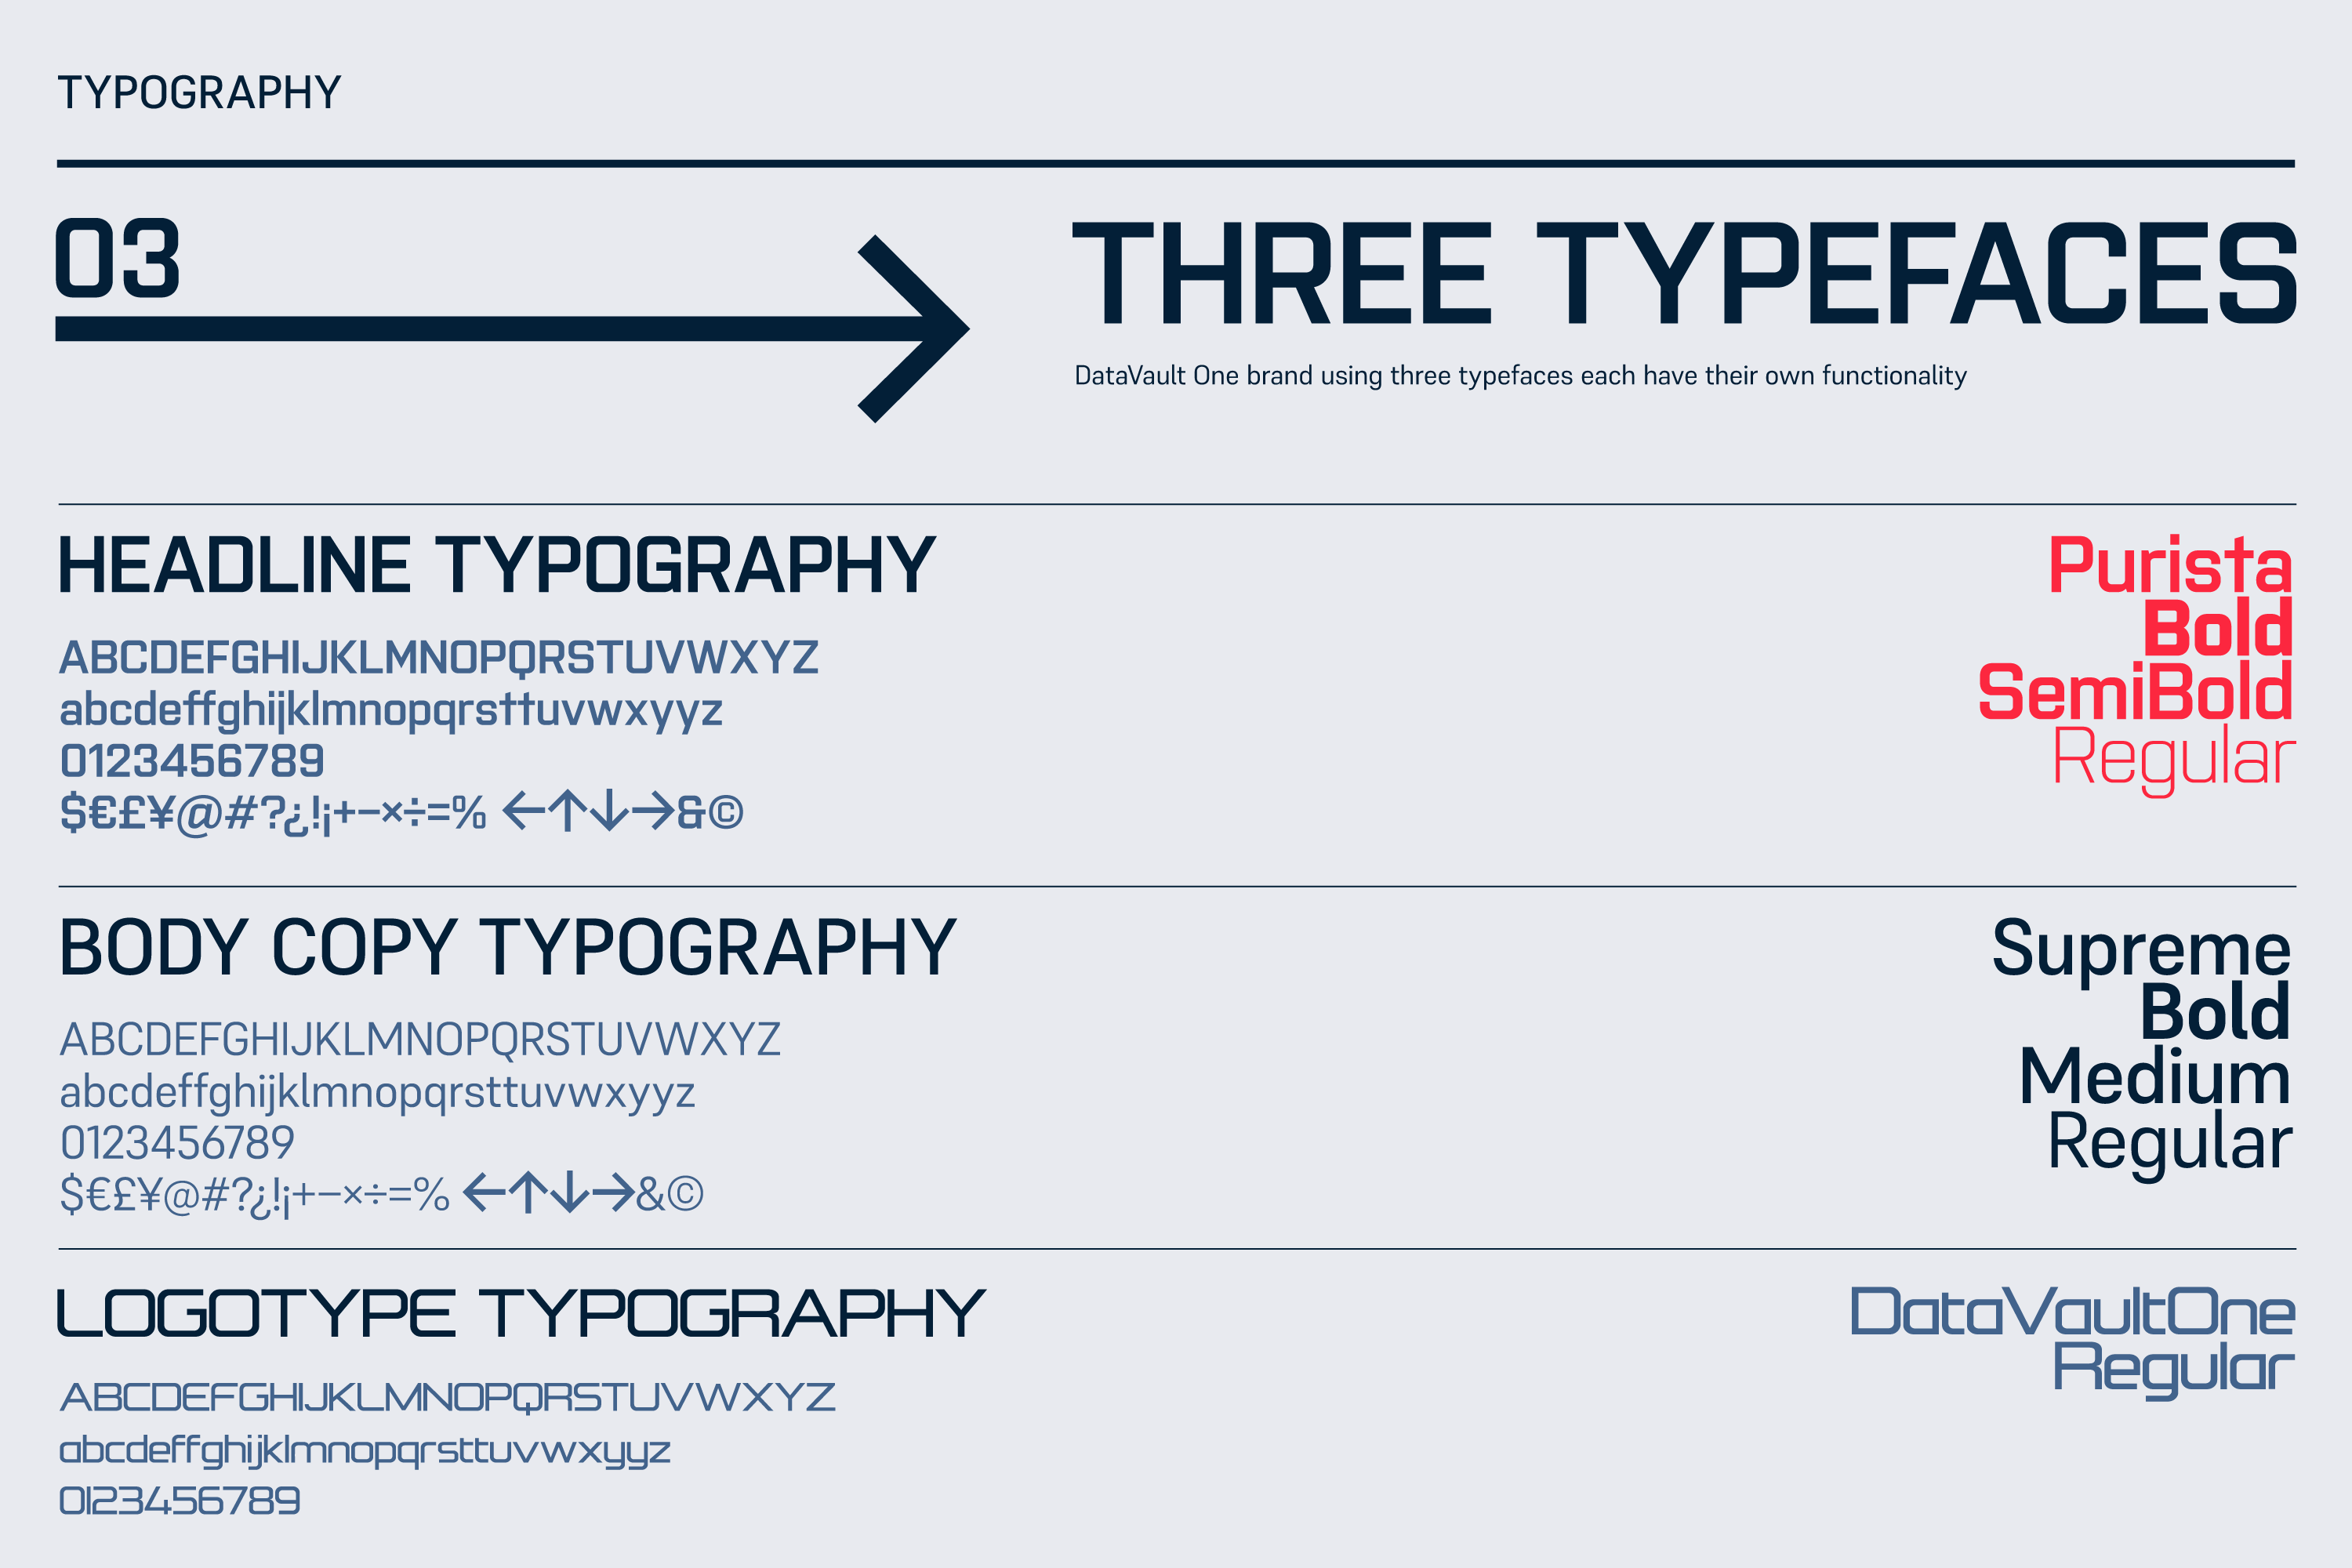 TYPOGRAPHY
03
THREE TYPEFACES
DataVault One brand using three typefaces each have their own functionality
HEADLINE TYPOGRAPHY
ABCDEFGHIJKLMNOPQRSTUVWXYZ
abcdeffghijklmnopqrsttuvwxyyz
0123456789
$€£¥@#?¿!¡+−×÷=% ←↑↓→&©
Purista
Bold
SemiBold
Regular
BODY COPY TYPOGRAPHY
ABCDEFGHIJKLMNOPQRSTUVWXYZ
abcdeffghijklmnopqrsttuvwxyyz
0123456789
$€£¥@#?¿!¡+−×÷=% ←↑↓→&©
Supreme
Bold
Medium
Regular
LOGOTYPE TYPOGRAPHY
ABCDEFGHIJKLMNOPQRSTUVWXYZ
abcdeffghijklmnopqrsttuvwxyyz
0123456789
DataVaultOne
Regular